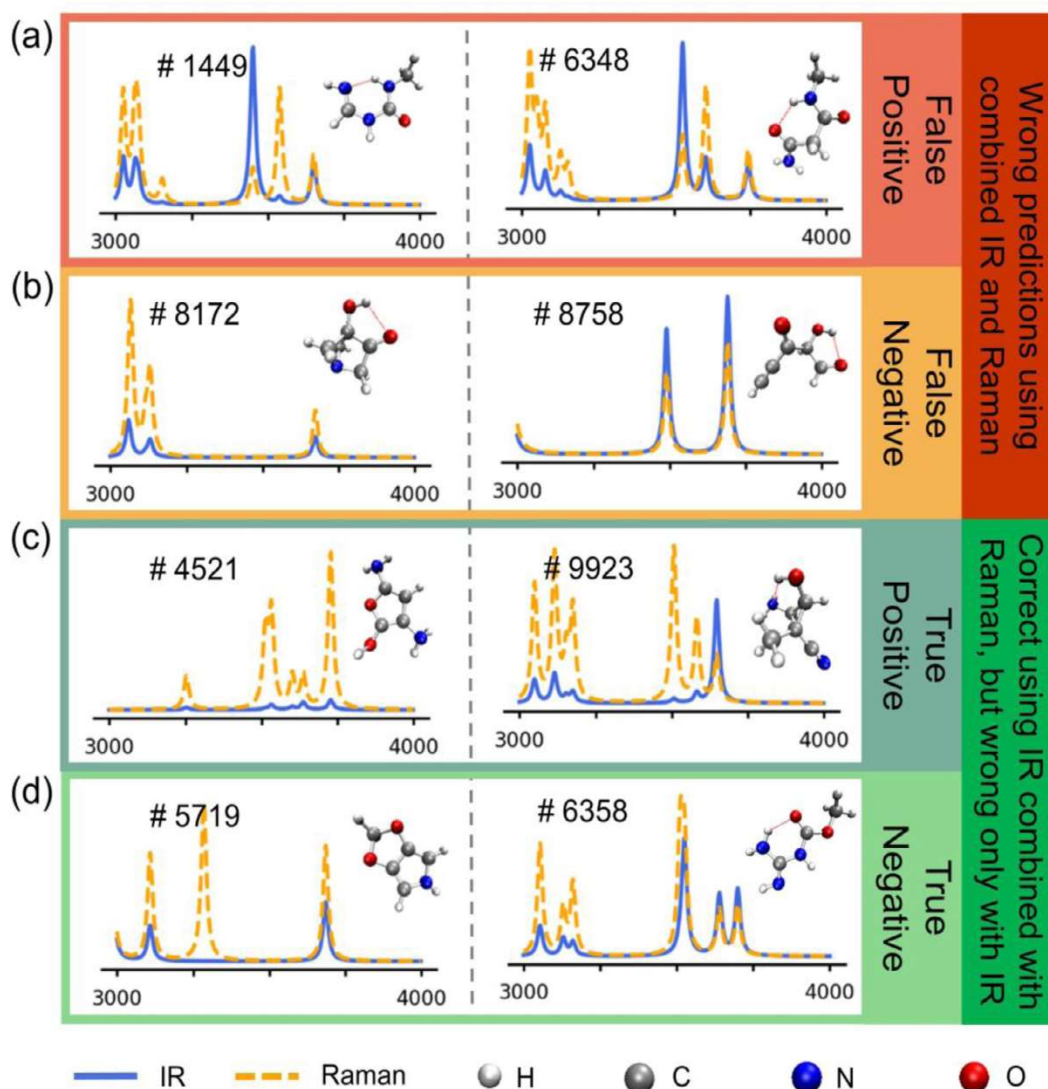 (a)
# 1449
# 6348
3000
4000
3000
4000
False
Positive
Wrong predictions using
combined IR and Raman
(b)
# 8172
# 8758
3000
4000
3000
4000
False
Negative
(c)
# 4521
# 9923
3000
4000
3000
4000
True
Positive
Correct using IR combined with
Raman, but wrong only with IR
(d)
# 5719
# 6358
3000
4000
3000
4000
True
Negative
IR
Raman
H
C
N
O